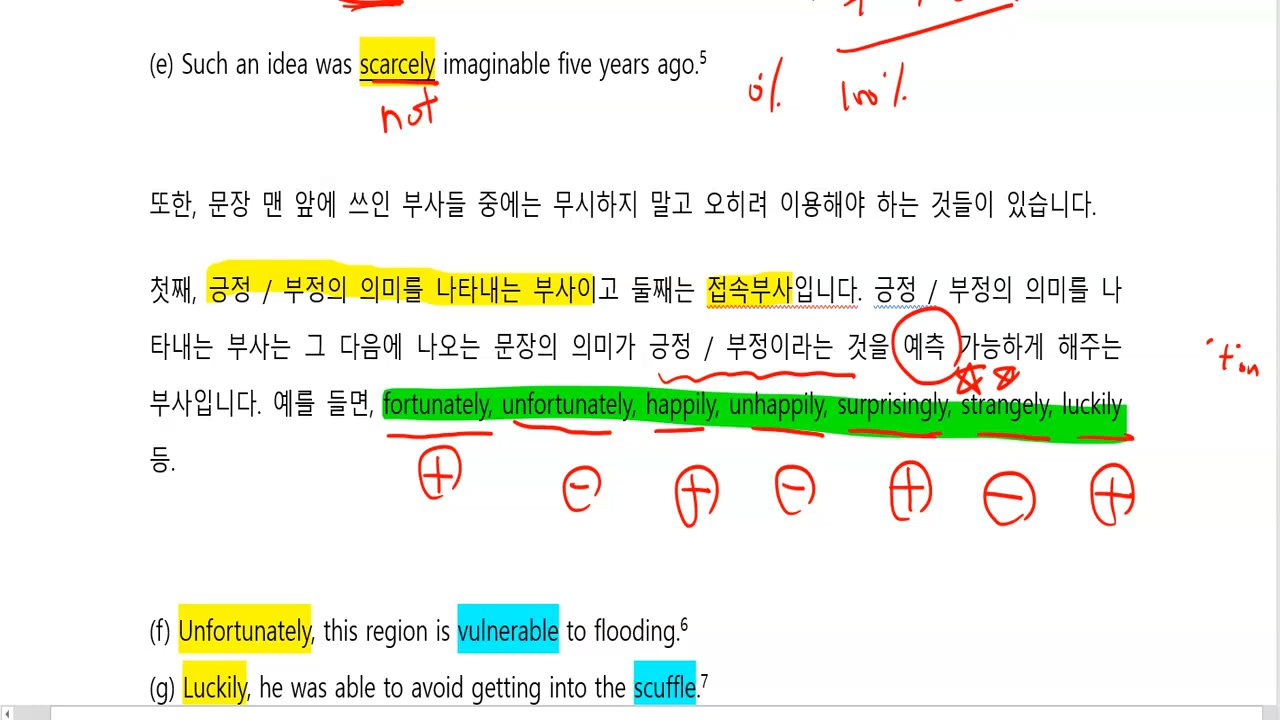 (e) Such an idea was scarcely imaginable five years ago.5
not
0% 100%
또한, 문장 맨 앞에 쓰인 부사들 중에는 무시하지 말고 오히려 이용해야 하는 것들이 있습니다.
첫째, 긍정 / 부정의 의미를 나타내는 부사이고 둘째는 접속부사입니다. 긍정 / 부정의 의미를 나
타내는 부사는 그 다음에 나오는 문장의 의미가 긍정 / 부정이라는 것을 예측 가능하게 해주는
부사입니다. 예를 들면, fortunately, unfortunately, happily, unhappily, surprisingly, strangely, luckily
등.
+ - + - + - +
(f) Unfortunately, this region is vulnerable to flooding.6
(g) Luckily, he was able to avoid getting into the scuffle.7